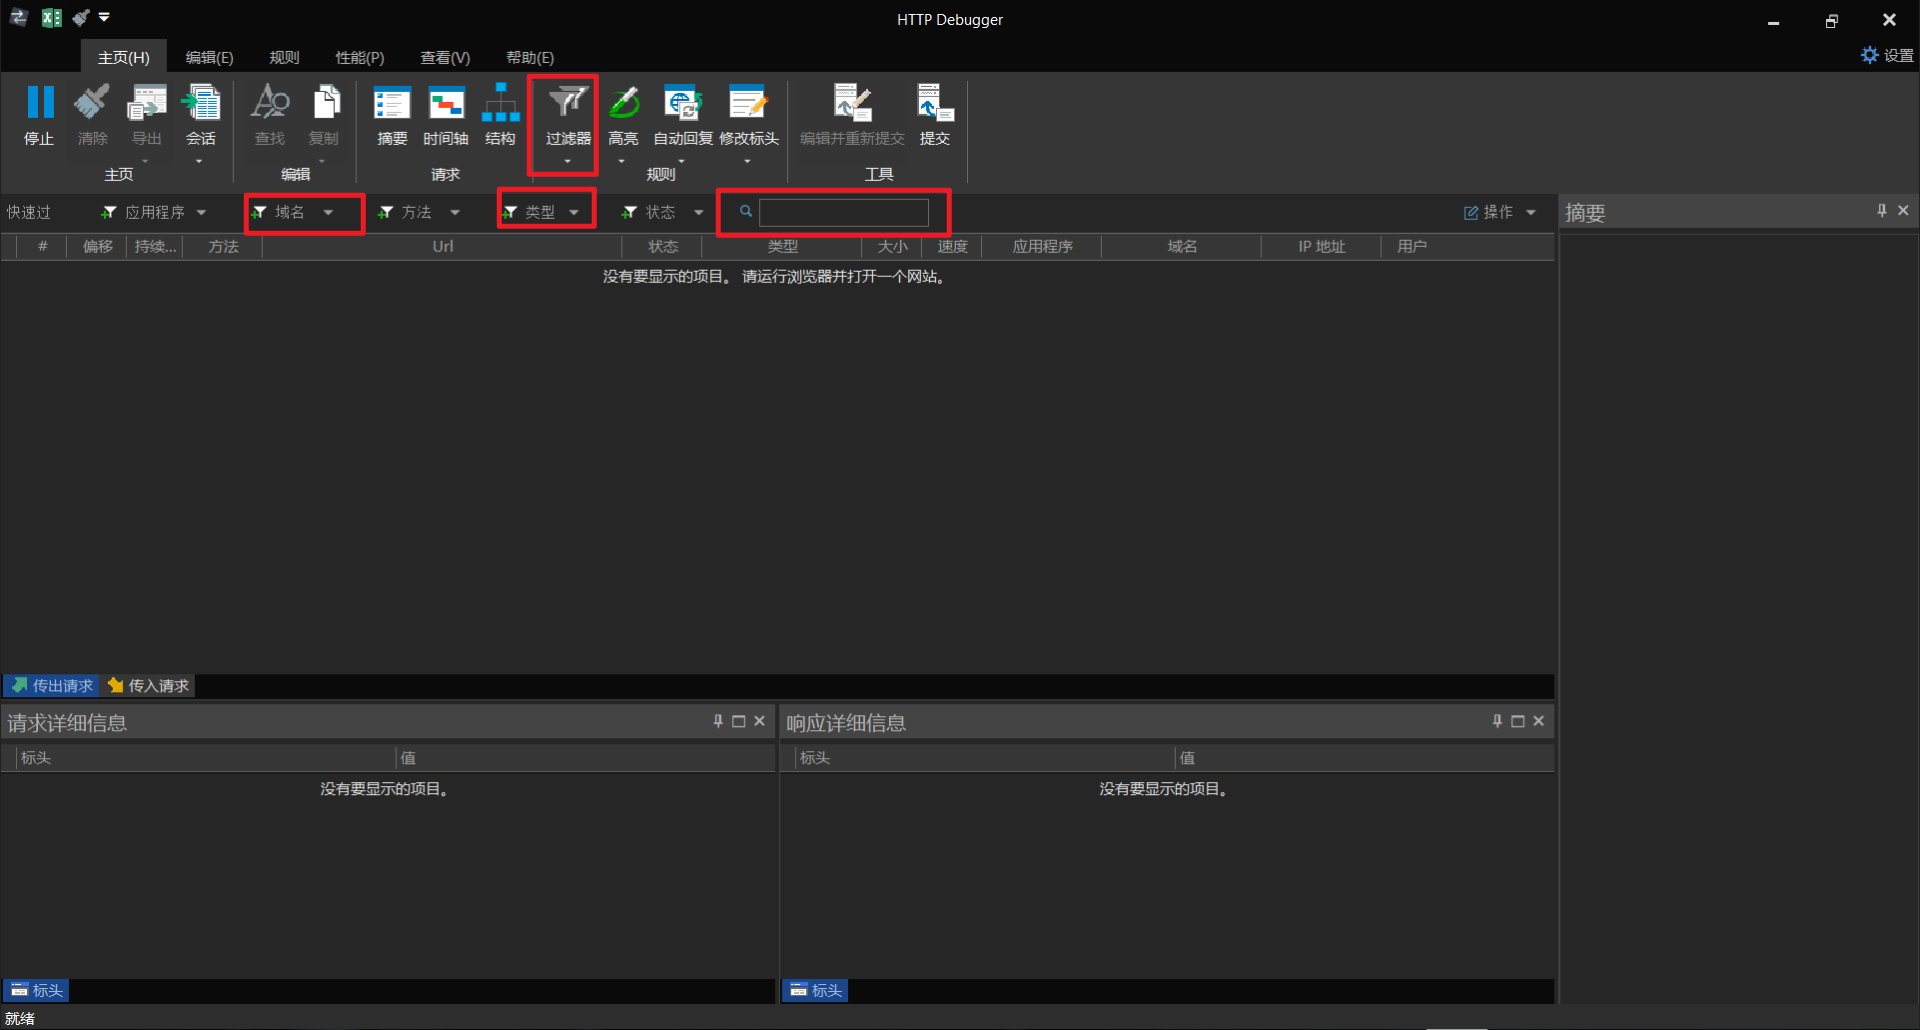 HTTP Debugger
主页(H) 编辑(E) 规则 性能(P) 查看(V) 帮助(E) 设置
停止 清除 导出 会话 查找 复制 摘要 时间轴 结构 过滤器 高亮 自动回复 修改标头 编辑并重新提交 提交
主页 编辑 请求 规则 工具
快速过 应用程序 域名 方法 类型 状态 操作 摘要
# 偏移 持续... 方法 Url 状态 类型 大小 速度 应用程序 域名 IP 地址 用户
没有要显示的项目。 请运行浏览器并打开一个网站。
传出请求 传入请求
请求详细信息 响应详细信息
标头 值 标头 值
没有要显示的项目。 没有要显示的项目。
标头 标头
就绪